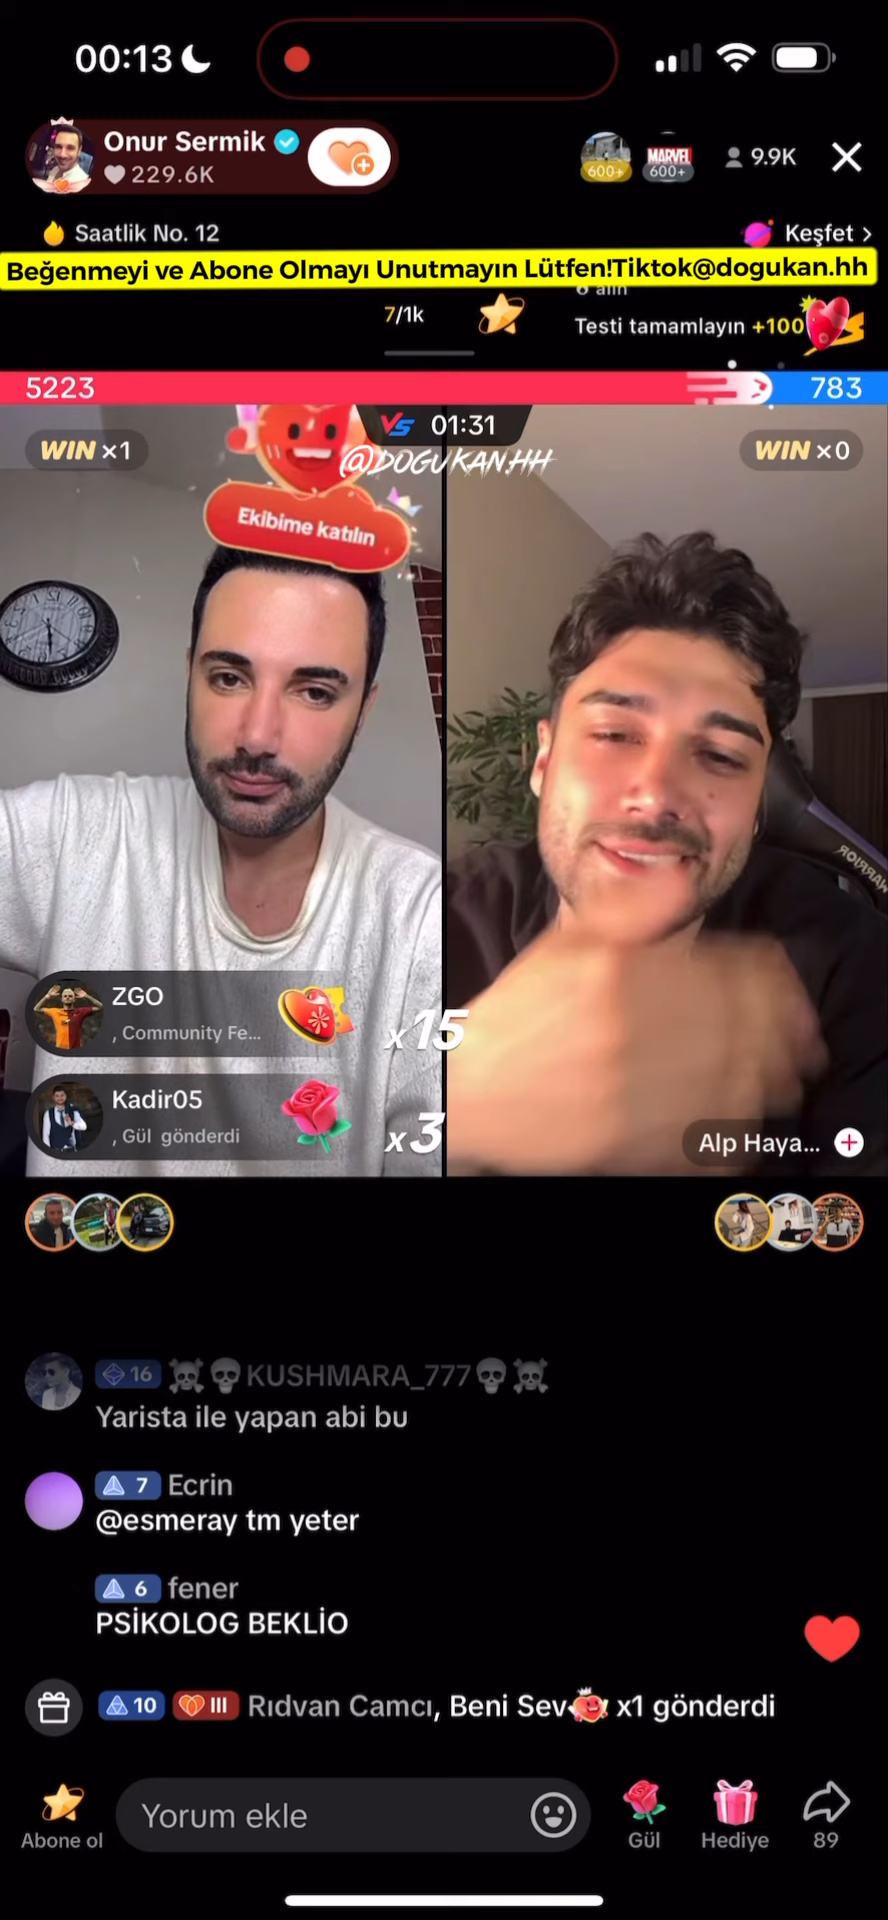 00:13
Onur Sermik
229.6K
600+
MARVEL
600+
9.9K
Saatlik No. 12
Keşfet >
Beğenmeyi ve Abone Olmayı Unutmayın Lütfen!Tiktok@dogukan.hh
7/1k
Testi tamamlayın +100
5223
783
VS 01:31
WIN x1
WIN x0
@DOGUKAN.HH
Ekibime katılın
WARRIOR
ZGO
, Community Fe...
x15
Kadir05
, Gül gönderdi
x3
Alp Haya...
16 ☠️💀KUSHMARA_777💀☠️
Yarista ile yapan abi bu
7 Ecrin
@esmeray tm yeter
6 fener
PSİKOLOG BEKLİO
10 III Rıdvan Camcı, Beni Sev x1 gönderdi
Yorum ekle
Abone ol
Gül
Hediye
89